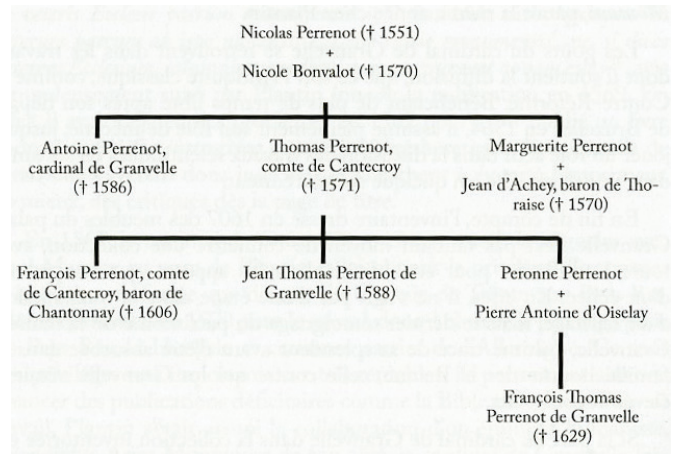 Nicolas Perrenot († 1551)
+
Nicole Bonvalot († 1570)
Antoine Perrenot,
cardinal de Granvelle
(† 1586)
Thomas Perrenot,
comte de Cantecroy
(† 1571)
Marguerite Perrenot
Jean d'Achey, baron de Tho-
raise († 1570)
François Perrenot, comte
de Cantecroy, baron de
Chantonnay († 1606)
Jean Thomas Perrenot de
Granvelle († 1588)
Peronne Perrenot
Pierre Antoine d'Oiselay
François Thomas
Perrenot de Granvelle
(† 1629)